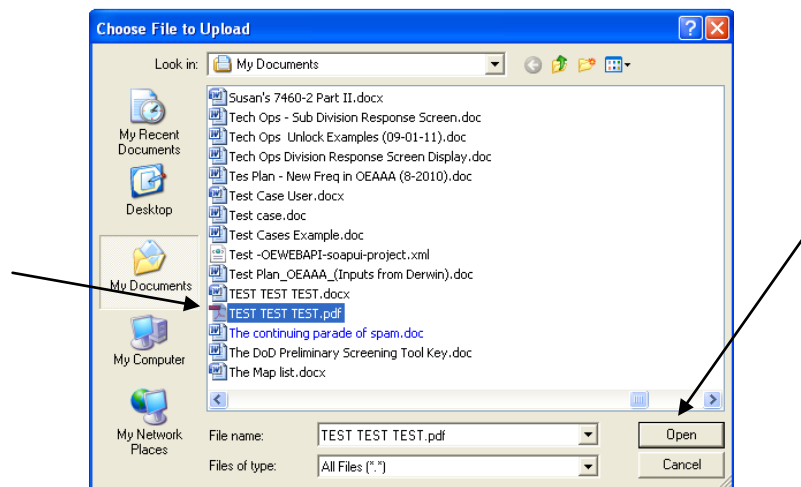 Choose File to Upload
Look in: My Documents
Susan's 7460-2 Part II.docx
Tech Ops - Sub Division Response Screen.doc
Tech Ops  Unlock Examples (09-01-11).doc
Tech Ops Division Response Screen Display.doc
Tes Plan - New Freq in OEAAA (8-2010).doc
Test Case User.docx
Test case.doc
Test Cases Example.doc
Test -OEWEBAPI-soapui-project.xml
Test Plan_OEAAA_(Inputs from Derwin).doc
TEST TEST TEST.docx
TEST TEST TEST.pdf
The continuing parade of spam.doc
The DoD Preliminary Screening Tool Key.doc
The Map list.docx
My Recent
Documents
Desktop
My Documents
My Computer
My Network
Places
File name: TEST TEST TEST.pdf
Open
Files of type: All Files (*.*)
Cancel